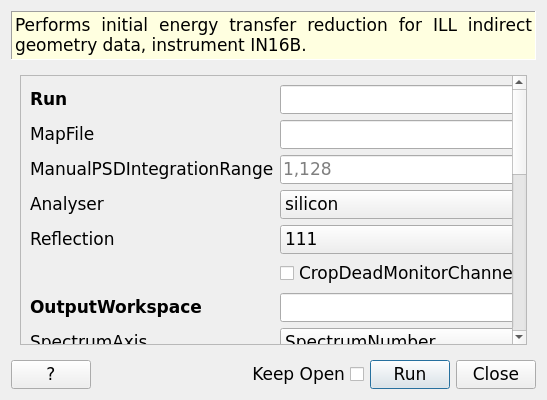 Performs initial energy transfer reduction for ILL indirect
geometry data, instrument IN16B.
Run
MapFile
ManualPSDIntegrationRange 1,128
Analyser silicon
Reflection 111
CropDeadMonitorChanne
OutputWorkspace
SpectrumAxis SpectrumNumber
? Keep Open Run Close